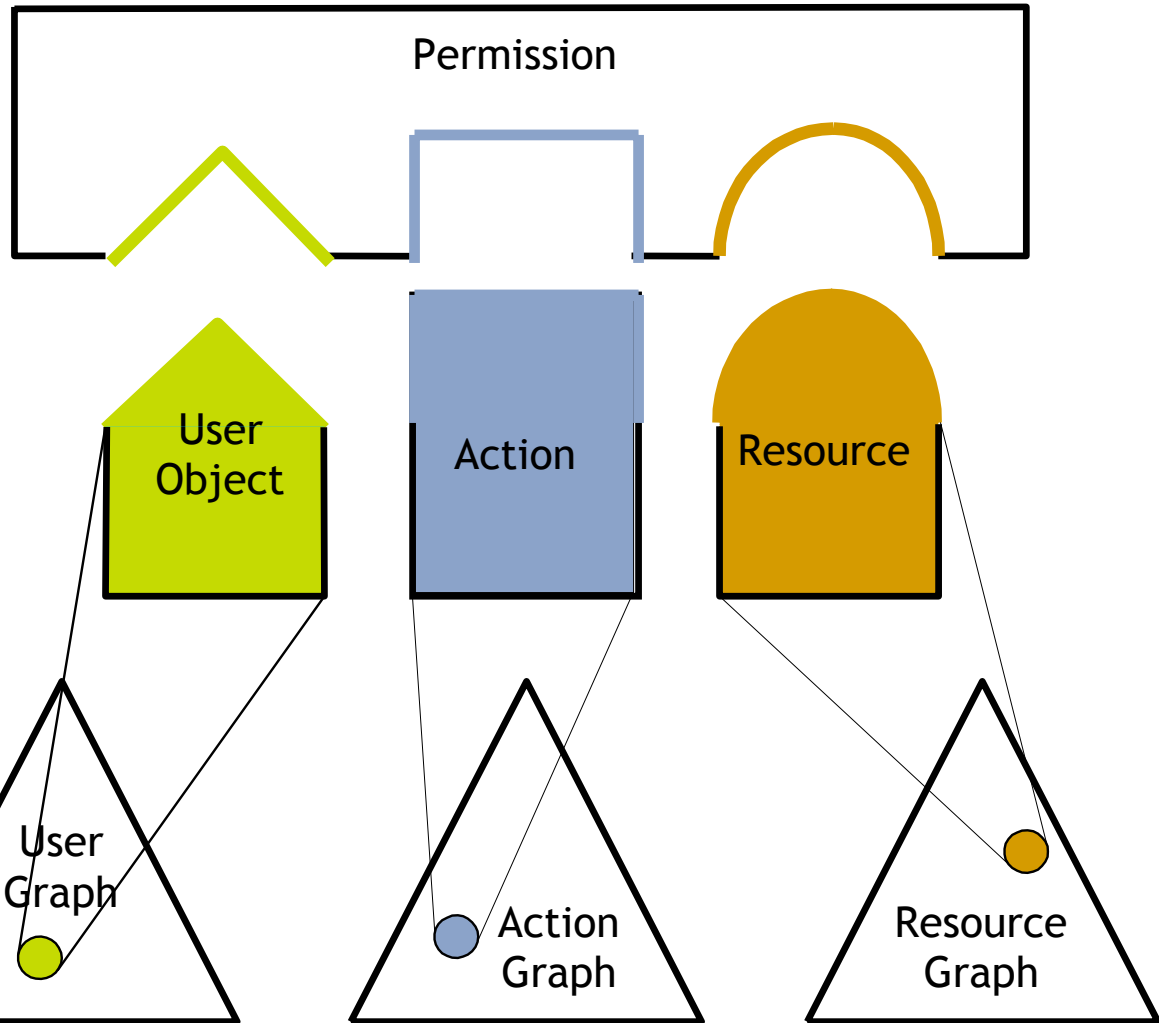 Permission
User
Object
Action
Resource
User
Graph
Action
Graph
Resource
Graph